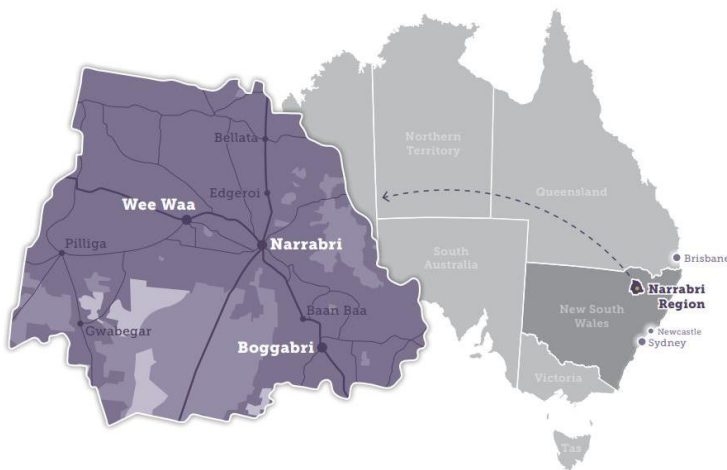 Bellata
Edgeroi
Wee Waa
Narrabri
Pilliga
Baan Baa
Gwabegar
Boggabri
Northern
Territory
Queensland
South
Australia
Brisbane
Narrabri
Region
New South
Wales
Newcastle
Sydney
Victoria
Tas